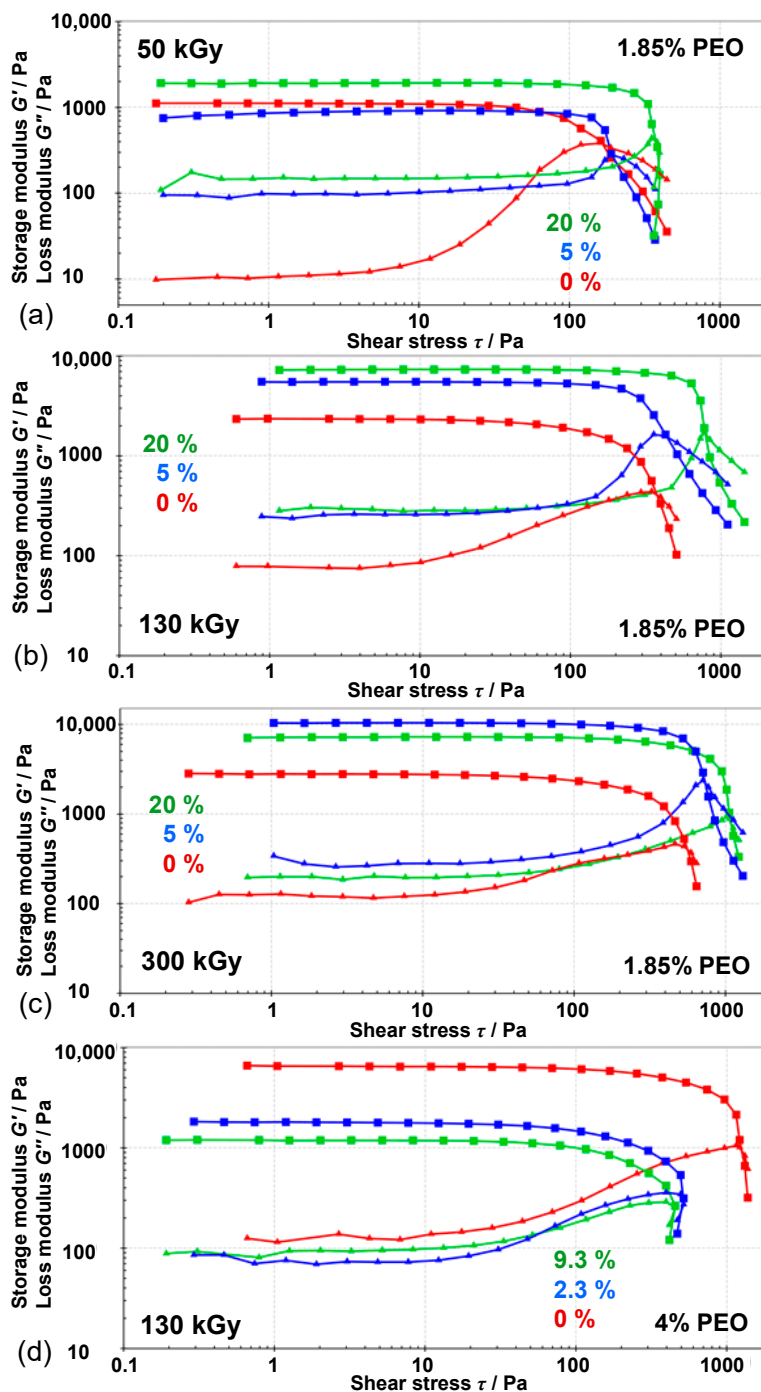 10,000
50 kGy
1.85% PEO
1000
100
10
Storage modulus G′ / Pa
Loss modulus G″ / Pa
20 %
5 %
0 %
(a)
0.1 1 10 100 1000
Shear stress τ / Pa
10,000
1000
100
10
Storage modulus G′ / Pa
Loss modulus G″ / Pa
20 %
5 %
0 %
130 kGy
1.85% PEO
(b)
0.1 1 10 100 1000
Shear stress τ / Pa
10,000
1000
100
10
Storage modulus G′ / Pa
Loss modulus G″ / Pa
20 %
5 %
0 %
300 kGy
1.85% PEO
(c)
0.1 1 10 100 1000
Shear stress τ / Pa
10,000
1000
100
10
Storage modulus G′ / Pa
Loss modulus G″ / Pa
9.3 %
2.3 %
0 %
130 kGy
4% PEO
(d)
0.1 1 10 100 1000
Shear stress τ / Pa